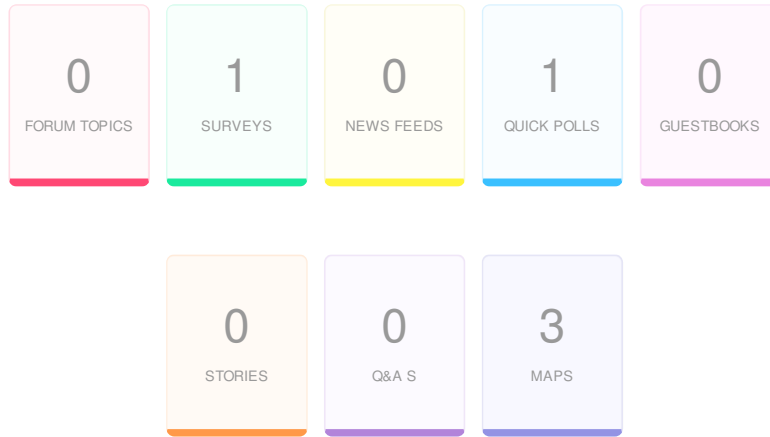 0 1 0 1 0
FORUM TOPICS SURVEYS NEWS FEEDS QUICK POLLS GUESTBOOKS
0 0 3
STORIES Q&A S MAPS